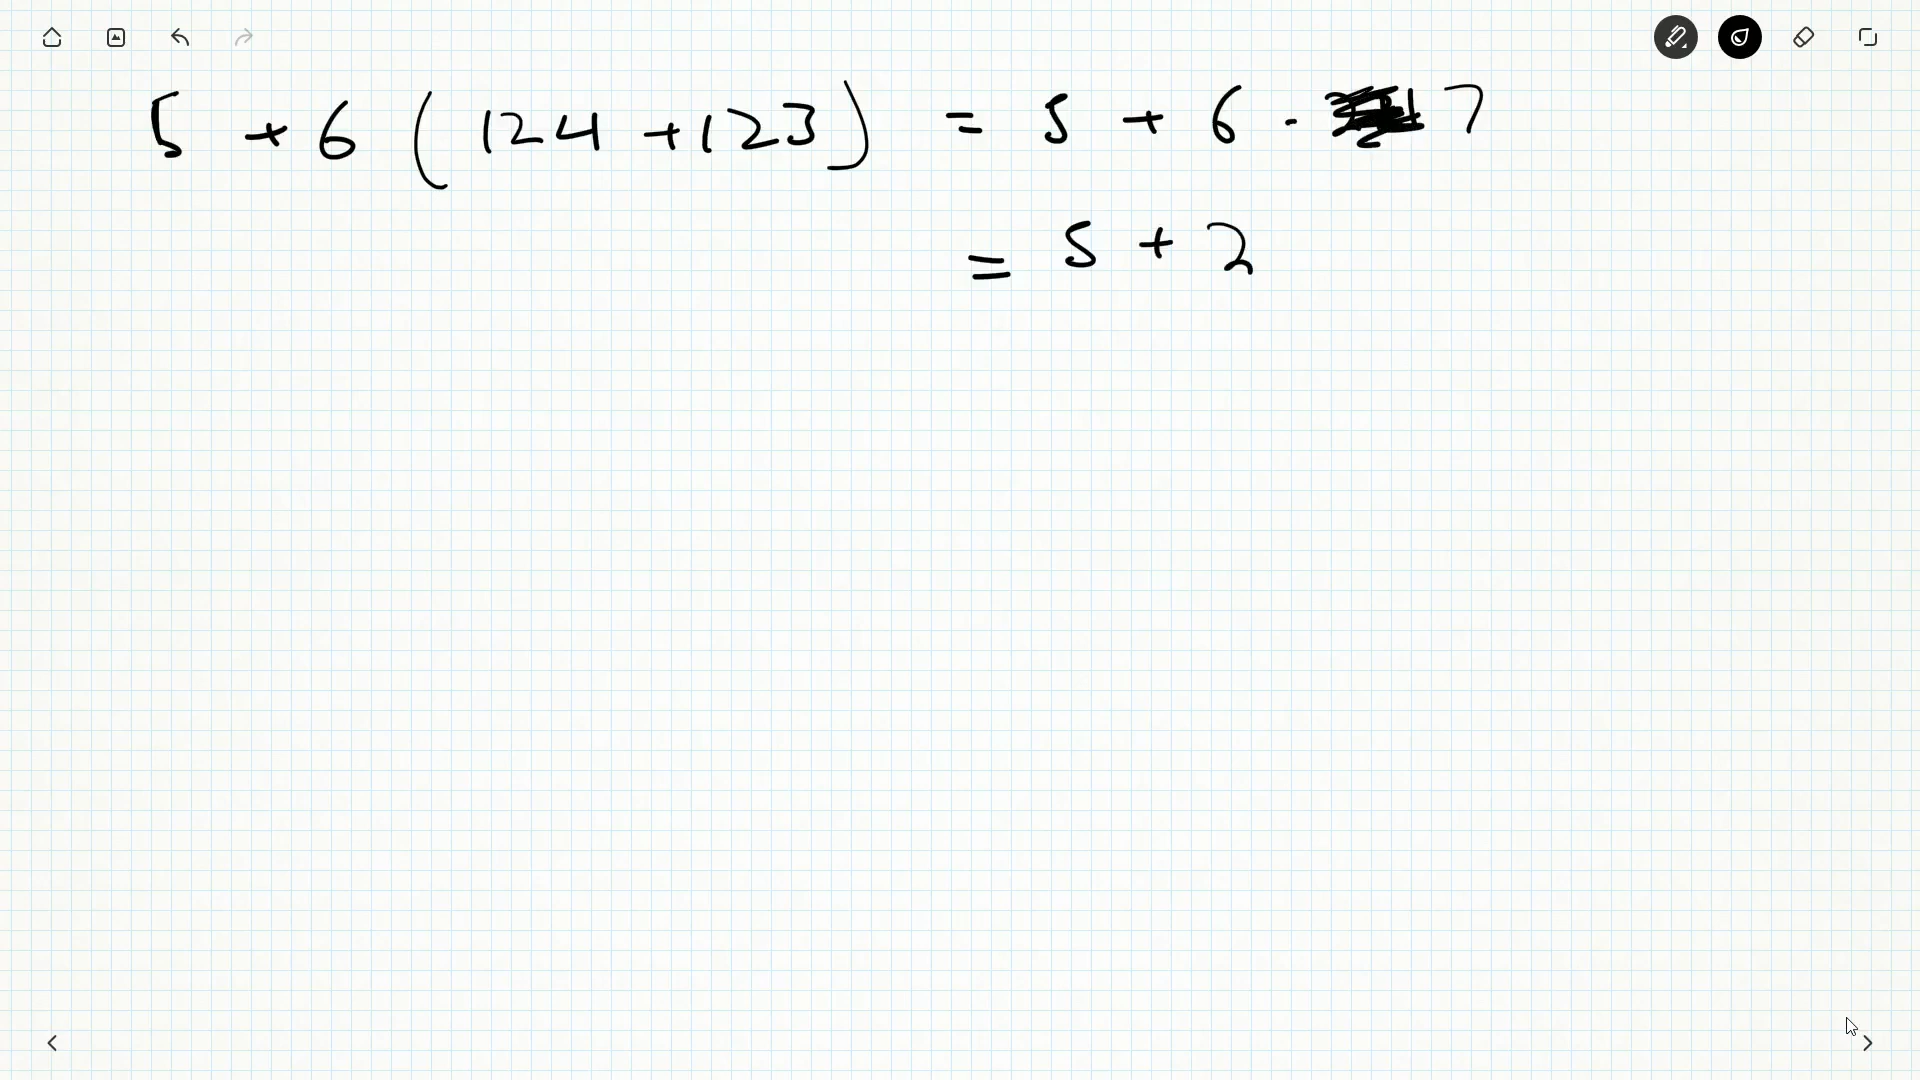 5 + 6 (124 + 123) = 5 + 6 · 7
= 5 + 2